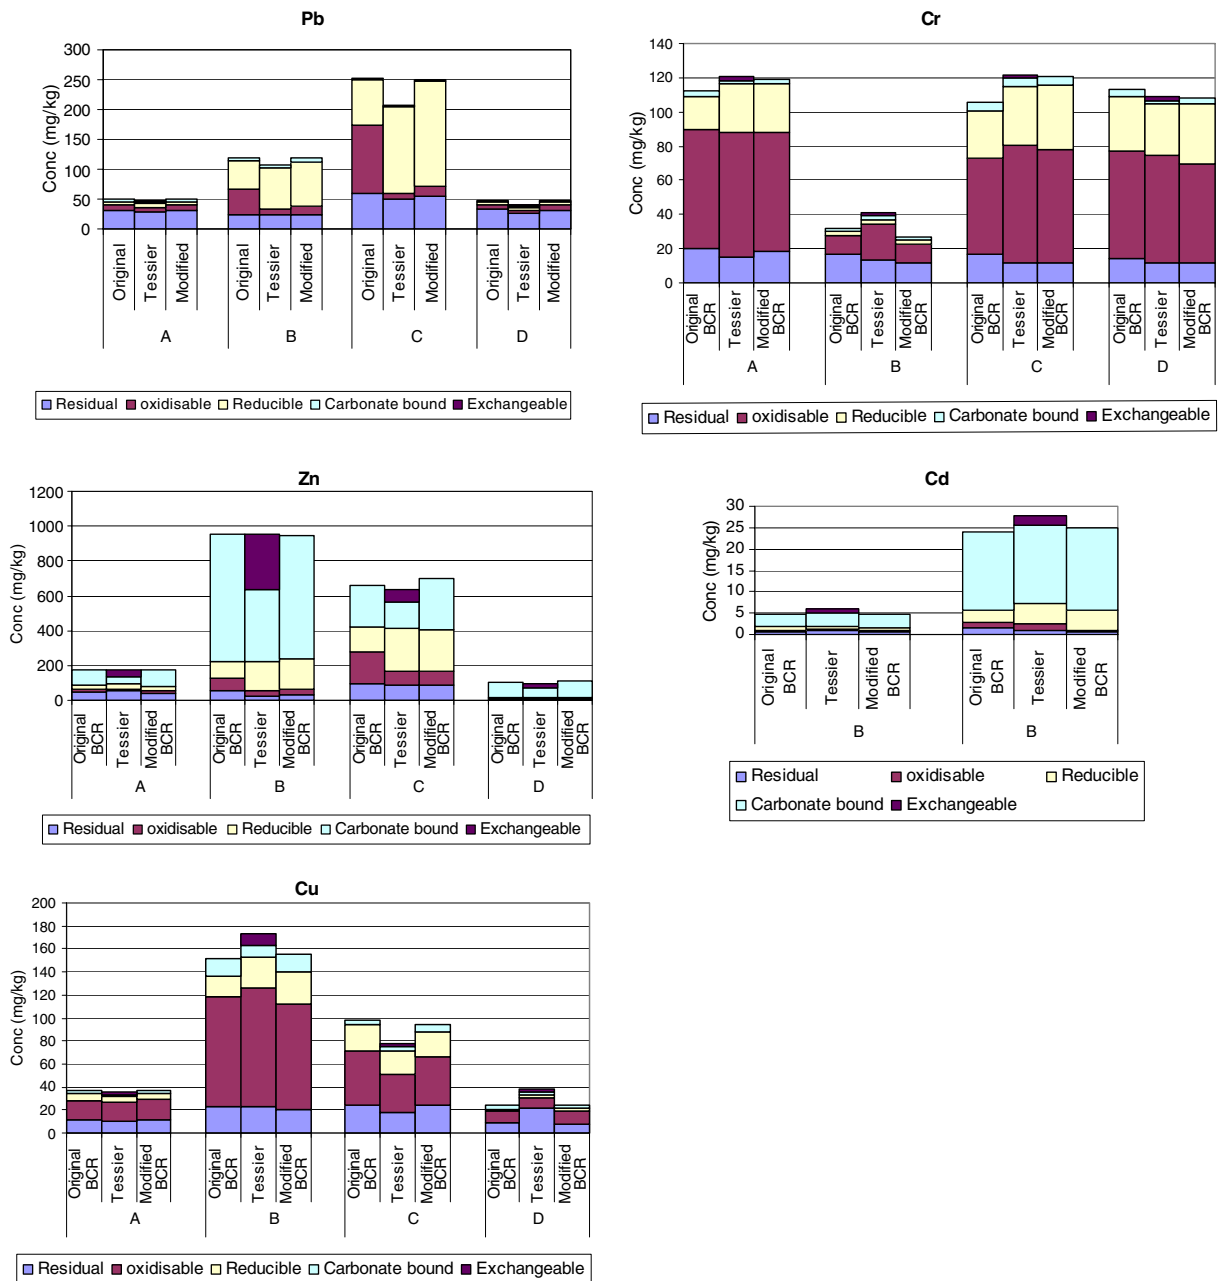 Pb
300
250
200
150
100
50
0
Conc (mg/kg)
Original
Tessier
Modified
Original
Tessier
Modified
Original
Tessier
Modified
Original
Tessier
Modified
A
B
C
D
Residual oxidisable Reducible Carbonate bound Exchangeable
Cr
140
120
100
80
60
40
20
0
Conc (mg/kg)
Original BCR
Tessier
Modified BCR
Original BCR
Tessier
Modified BCR
Original BCR
Tessier
Modified BCR
Original BCR
Tessier
Modified BCR
A
B
C
D
Residual oxidisable Reducible Carbonate bound Exchangeable
Zn
1200
1000
800
600
400
200
0
Conc (mg/kg)
Original BCR
Tessier
Modified BCR
Original BCR
Tessier
Modified BCR
Original BCR
Tessier
Modified BCR
Original BCR
Tessier
Modified BCR
A
B
C
D
Residual oxidisable Reducible Carbonate bound Exchangeable
Cd
30
25
20
15
10
5
0
Conc (mg/kg)
Original BCR
Tessier
Modified BCR
Original BCR
Tessier
Modified BCR
B
B
Residual oxidisable Reducible
Carbonate bound Exchangeable
Cu
200
180
160
140
120
100
80
60
40
20
0
Conc (mg/kg)
Original BCR
Tessier
Modified BCR
Original BCR
Tessier
Modified BCR
Original BCR
Tessier
Modified BCR
Original BCR
Tessier
Modified BCR
A
B
C
D
Residual oxidisable Reducible Carbonate bound Exchangeable